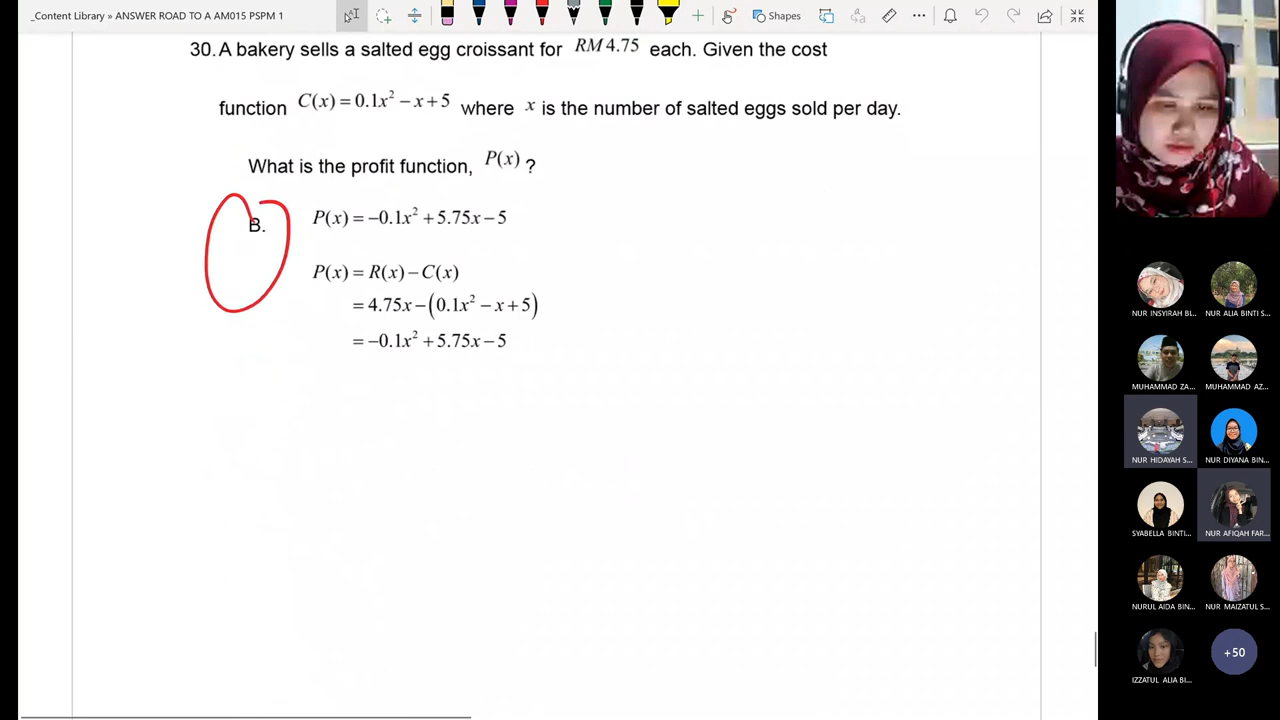 _Content Library » ANSWER ROAD TO A AM015 PSPM 1
Shapes
30. A bakery sells a salted egg croissant for RM 4.75 each. Given the cost
function C(x) = 0.1x² − x + 5 where x is the number of salted eggs sold per day.
What is the profit function, P(x) ?
B. P(x) = −0.1x² + 5.75x − 5
P(x) = R(x) − C(x)
= 4.75x − (0.1x² − x + 5)
= −0.1x² + 5.75x − 5
NUR INSYIRAH BI...
NUR ALIA BINTI S...
MUHAMMAD ZA...
MUHAMMAD AZ...
NUR HIDAYAH S...
NUR DIYANA BIN...
SYABELLA BINTI...
NUR AFIQAH FAR...
NURUL AIDA BIN...
NUR MAIZATUL S...
IZZATUL ALIA BI...
+50